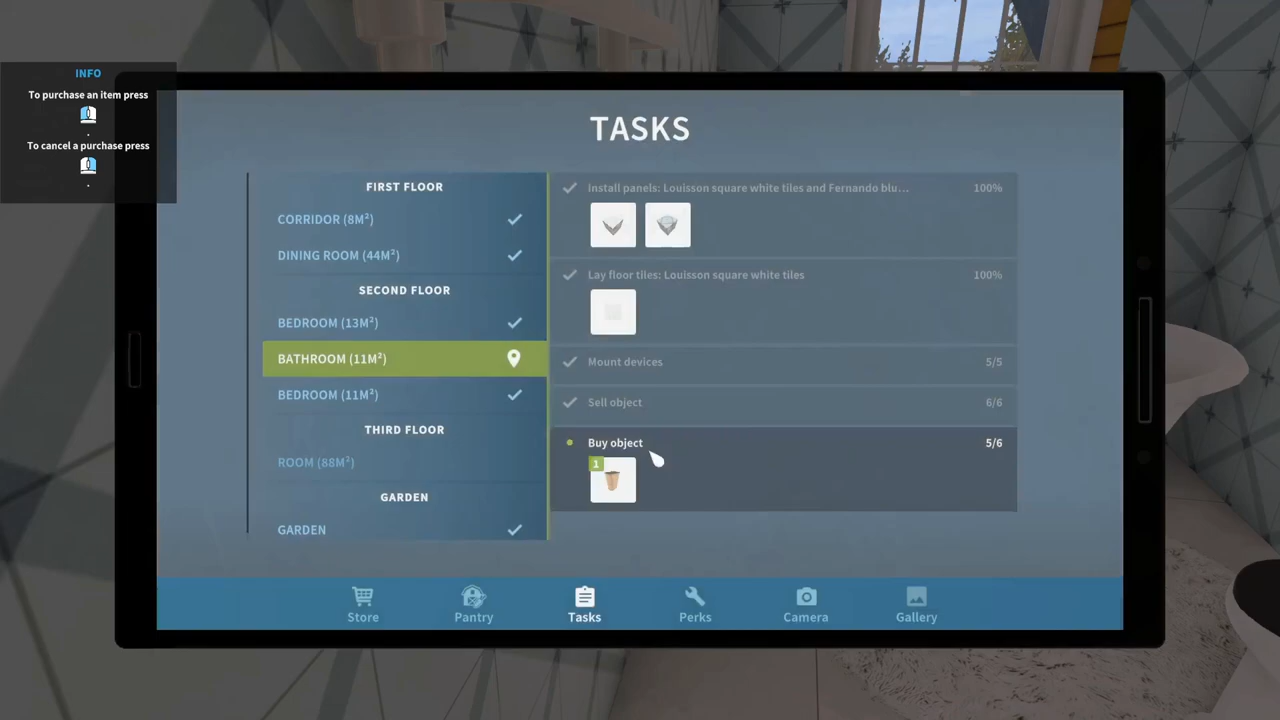 INFO
To purchase an item press
.
To cancel a purchase press
.
TASKS
FIRST FLOOR
CORRIDOR (8M²)
DINING ROOM (44M²)
SECOND FLOOR
BEDROOM (13M²)
BATHROOM (11M²)
BEDROOM (11M²)
THIRD FLOOR
ROOM (88M²)
GARDEN
GARDEN
Install panels: Louisson square white tiles and Fernando blu... 100%
Lay floor tiles: Louisson square white tiles 100%
Mount devices 5/5
Sell object 6/6
Buy object 5/6
1
Store Pantry Tasks Perks Camera Gallery